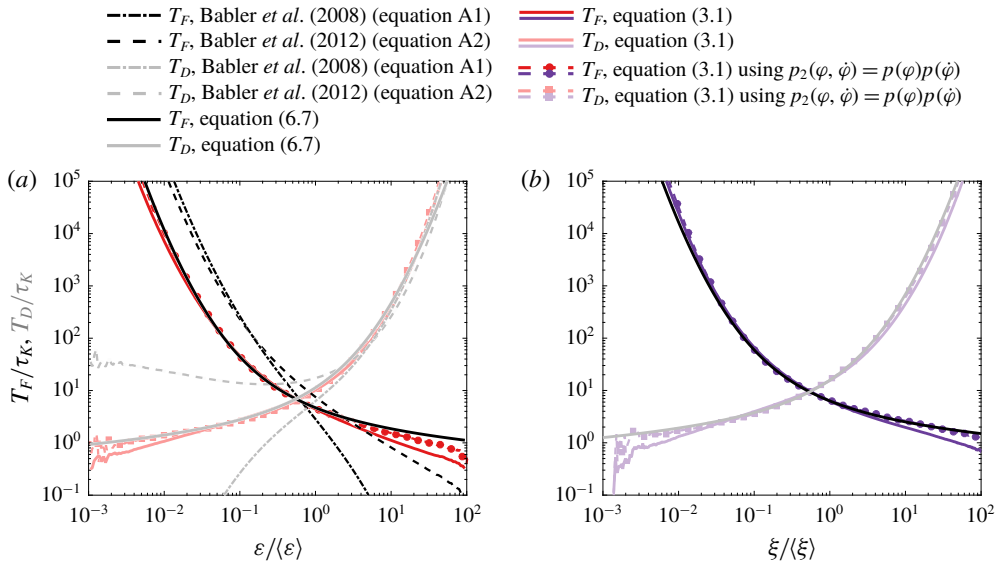 T_F, Babler et al. (2008) (equation A1)
T_F, Babler et al. (2012) (equation A2)
T_D, Babler et al. (2008) (equation A1)
T_D, Babler et al. (2012) (equation A2)
T_F, equation (6.7)
T_D, equation (6.7)
T_F, equation (3.1)
T_D, equation (3.1)
T_F, equation (3.1) using p_2(φ, φ̇) = p(φ)p(φ̇)
T_D, equation (3.1) using p_2(φ, φ̇) = p(φ)p(φ̇)
(a)
T_F/τ_K, T_D/τ_K
10^5
10^4
10^3
10^2
10^1
10^0
10^−1
10^−3 10^−2 10^−1 10^0 10^1 10^2
ε/⟨ε⟩
(b)
10^5
10^4
10^3
10^2
10^1
10^0
10^−1
10^−3 10^−2 10^−1 10^0 10^1 10^2
ξ/⟨ξ⟩